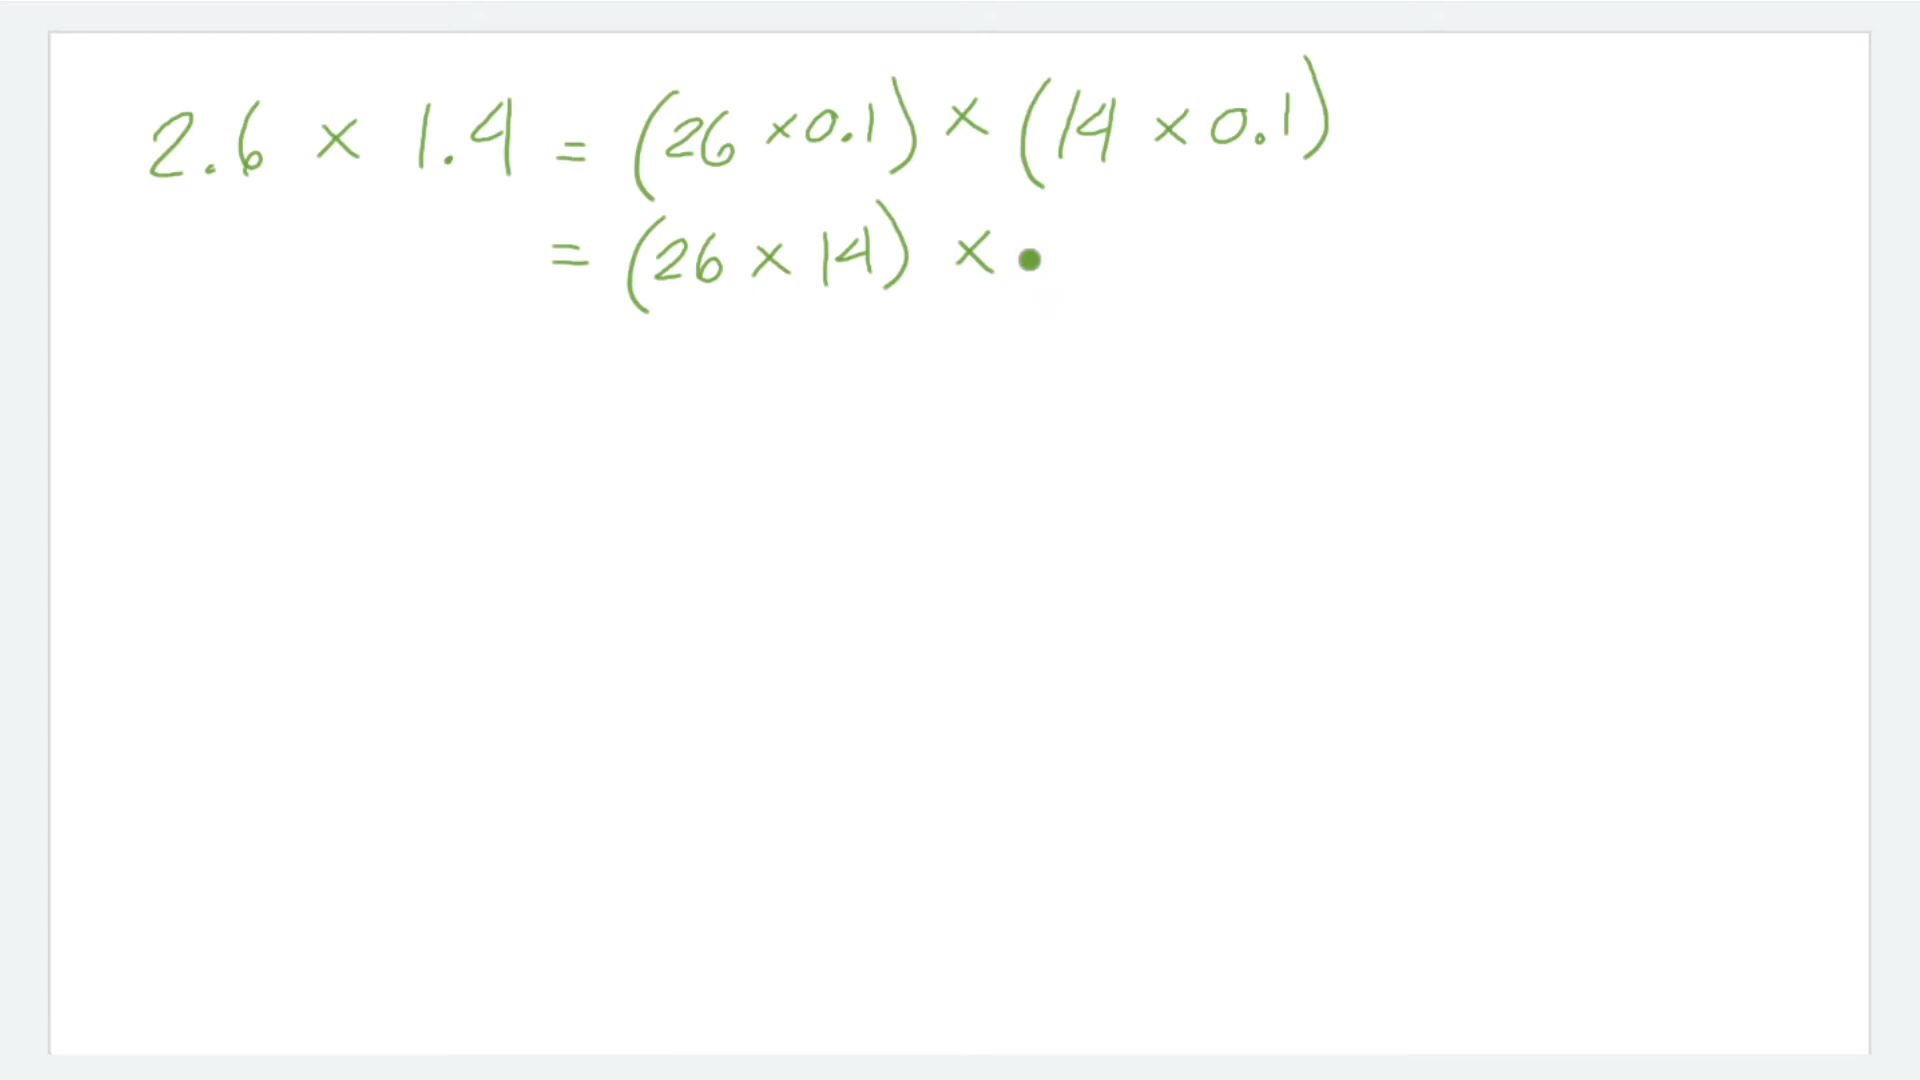 2.6 × 1.4 = (26 × 0.1) × (14 × 0.1)
= (26 × 14) ×